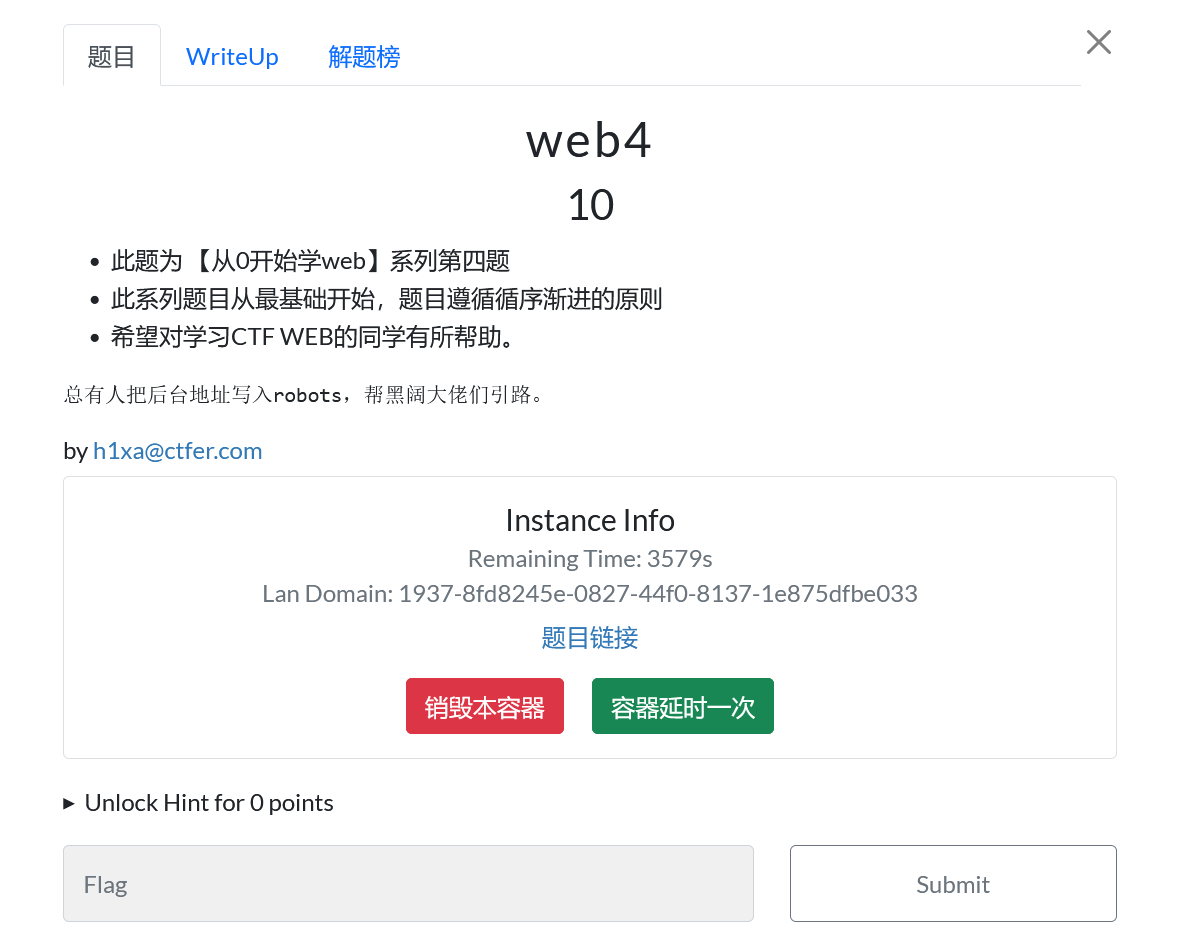 题目 WriteUp 解题榜
web4
10
此题为 【从0开始学web】系列第四题
此系列题目从最基础开始，题目遵循循序渐进的原则
希望对学习CTF WEB的同学有所帮助。
总有人把后台地址写入robots，帮黑阔大佬们引路。
by h1xa@ctfer.com
Instance Info
Remaining Time: 3579s
Lan Domain: 1937-8fd8245e-0827-44f0-8137-1e875dfbe033
题目链接
销毁本容器 容器延时一次
Unlock Hint for 0 points
Flag Submit